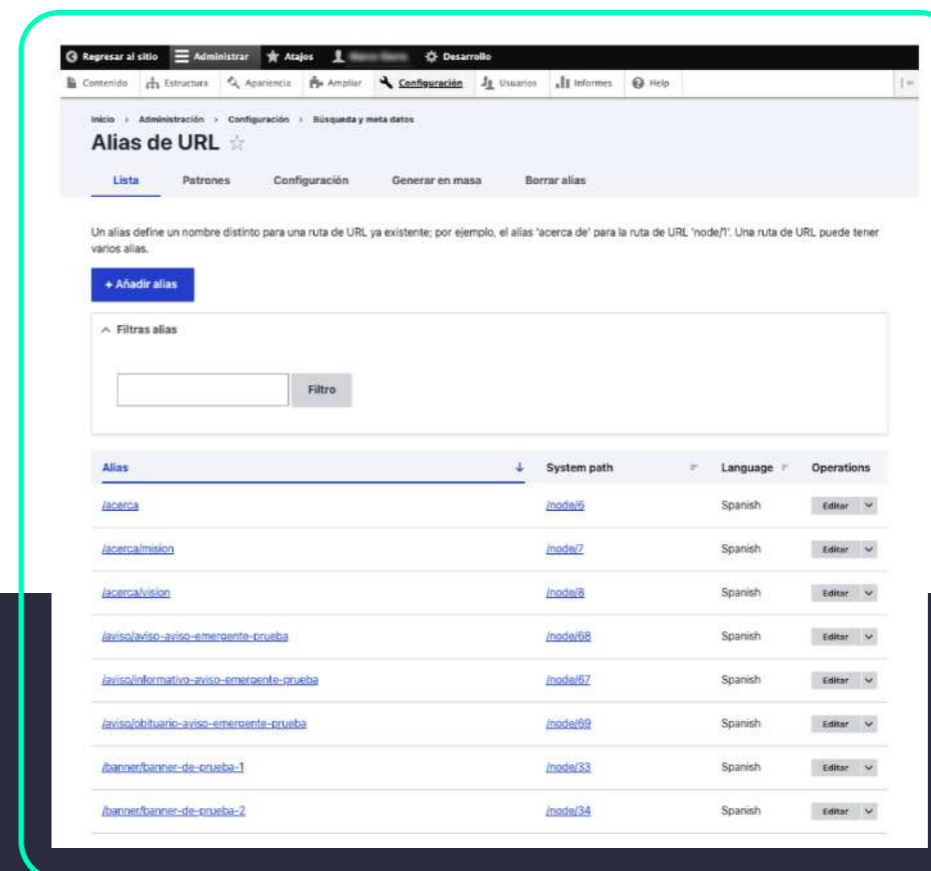 Regresar al sitio Administrar Atajos Desarrollo
Contenido Estructura Apariencia Ampliar Configuración Usuarios Informes Help
Inicio › Administración › Configuración › Búsqueda y meta datos
Alias de URL
Lista Patrones Configuración Generar en masa Borrar alias
Un alias define un nombre distinto para una ruta de URL ya existente; por ejemplo, el alias 'acerca de' para la ruta de URL 'node/1'. Una ruta de URL puede tener
varios alias.
+ Añadir alias
Filtras alias
Filtro
Alias System path Language Operations
/acerca /node/6 Spanish Editar
/acerca/mision /node/7 Spanish Editar
/acerca/vision /node/8 Spanish Editar
/aviso/aviso-aviso-emergente-prueba /node/68 Spanish Editar
/aviso/informativo-aviso-emergente-prueba /node/67 Spanish Editar
/aviso/obituario-aviso-emergente-prueba /node/69 Spanish Editar
/banner/banner-de-prueba-1 /node/33 Spanish Editar
/banner/banner-de-prueba-2 /node/34 Spanish Editar